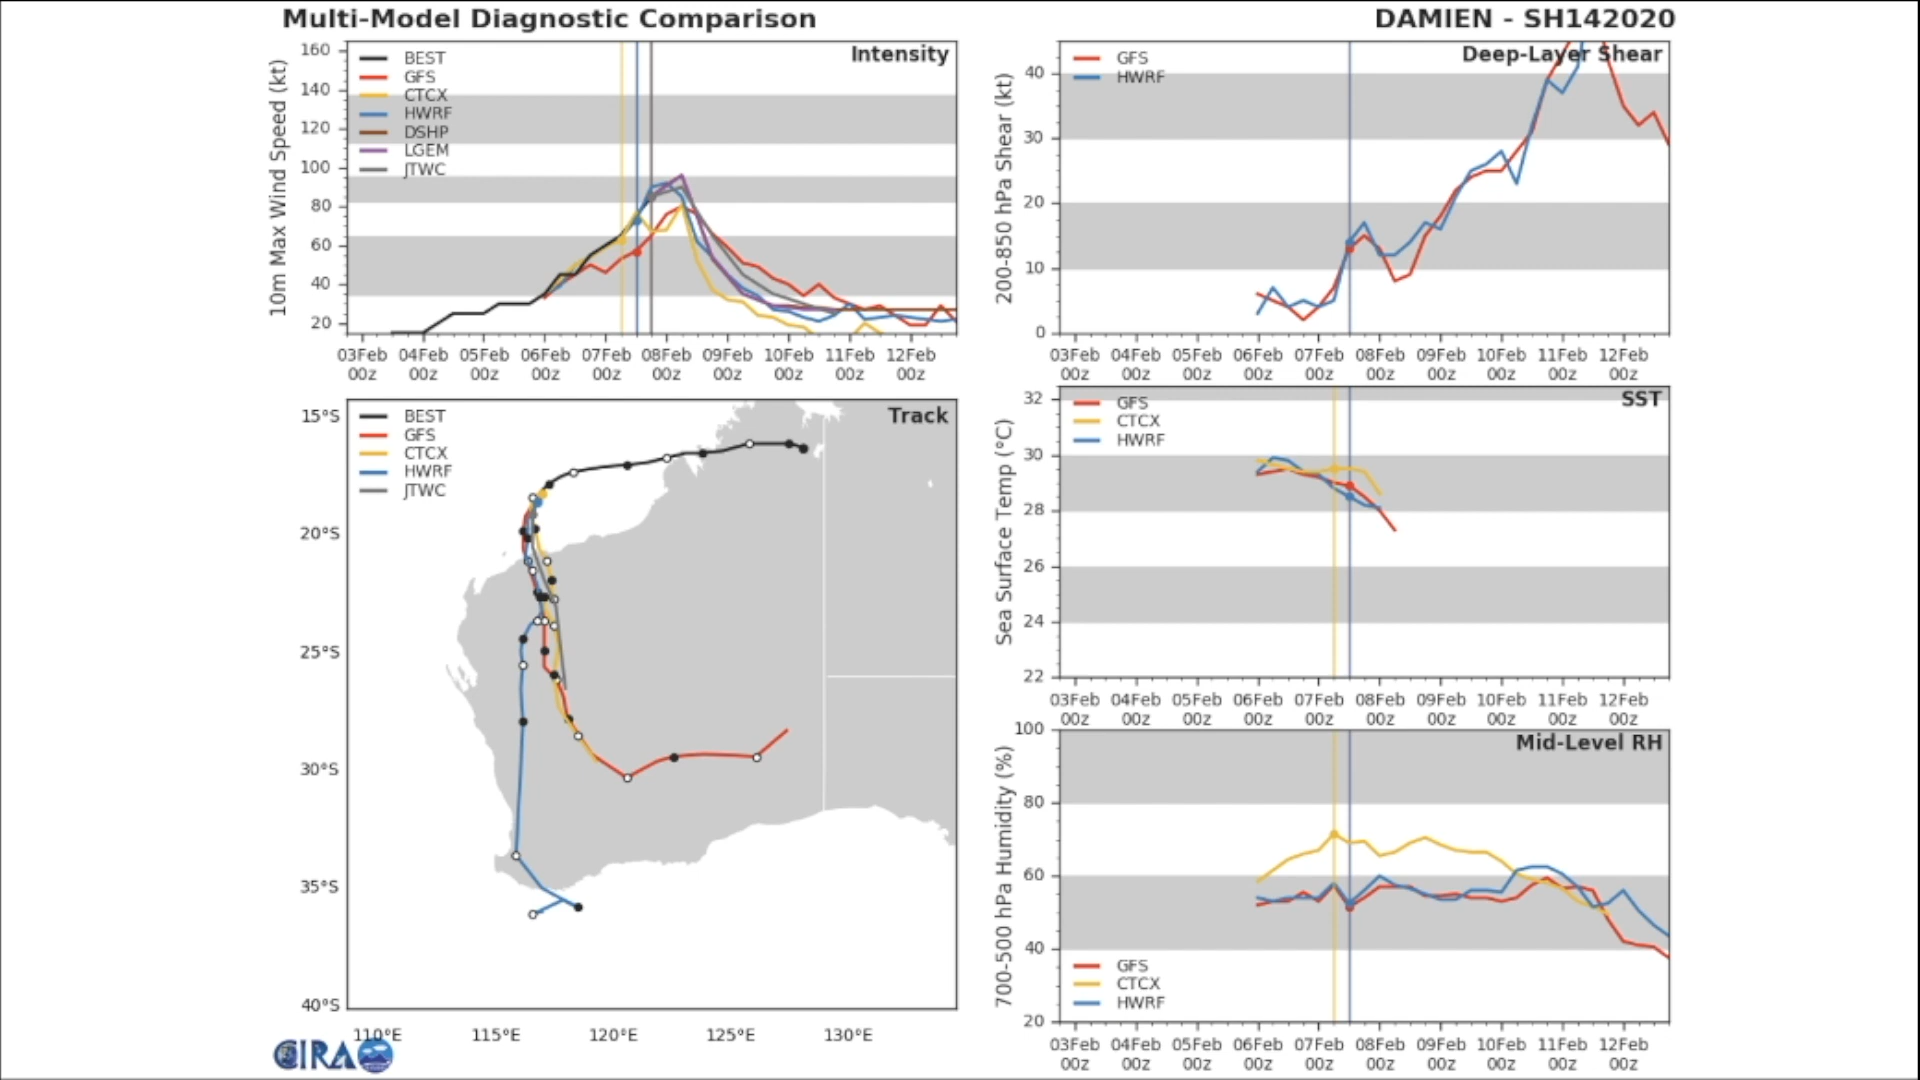 Multi-Model Diagnostic Comparison
DAMIEN - SH142020
Intensity
10m Max Wind Speed (kt)
160
140
120
100
80
60
40
20
BEST
GFS
CTCX
HWRF
DSHP
LGEM
JTWC
03Feb 04Feb 05Feb 06Feb 07Feb 08Feb 09Feb 10Feb 11Feb 12Feb
00z 00z 00z 00z 00z 00z 00z 00z 00z 00z
Track
BEST
GFS
CTCX
HWRF
JTWC
15°S
20°S
25°S
30°S
35°S
40°S
110°E 115°E 120°E 125°E 130°E
CIRA
Deep-Layer Shear
200-850 hPa Shear (kt)
GFS
HWRF
40
30
20
10
0
03Feb 04Feb 05Feb 06Feb 07Feb 08Feb 09Feb 10Feb 11Feb 12Feb
00z 00z 00z 00z 00z 00z 00z 00z 00z 00z
SST
Sea Surface Temp (°C)
GFS
CTCX
HWRF
32
30
28
26
24
22
03Feb 04Feb 05Feb 06Feb 07Feb 08Feb 09Feb 10Feb 11Feb 12Feb
00z 00z 00z 00z 00z 00z 00z 00z 00z 00z
Mid-Level RH
700-500 hPa Humidity (%)
100
80
60
40
20
GFS
CTCX
HWRF
03Feb 04Feb 05Feb 06Feb 07Feb 08Feb 09Feb 10Feb 11Feb 12Feb
00z 00z 00z 00z 00z 00z 00z 00z 00z 00z